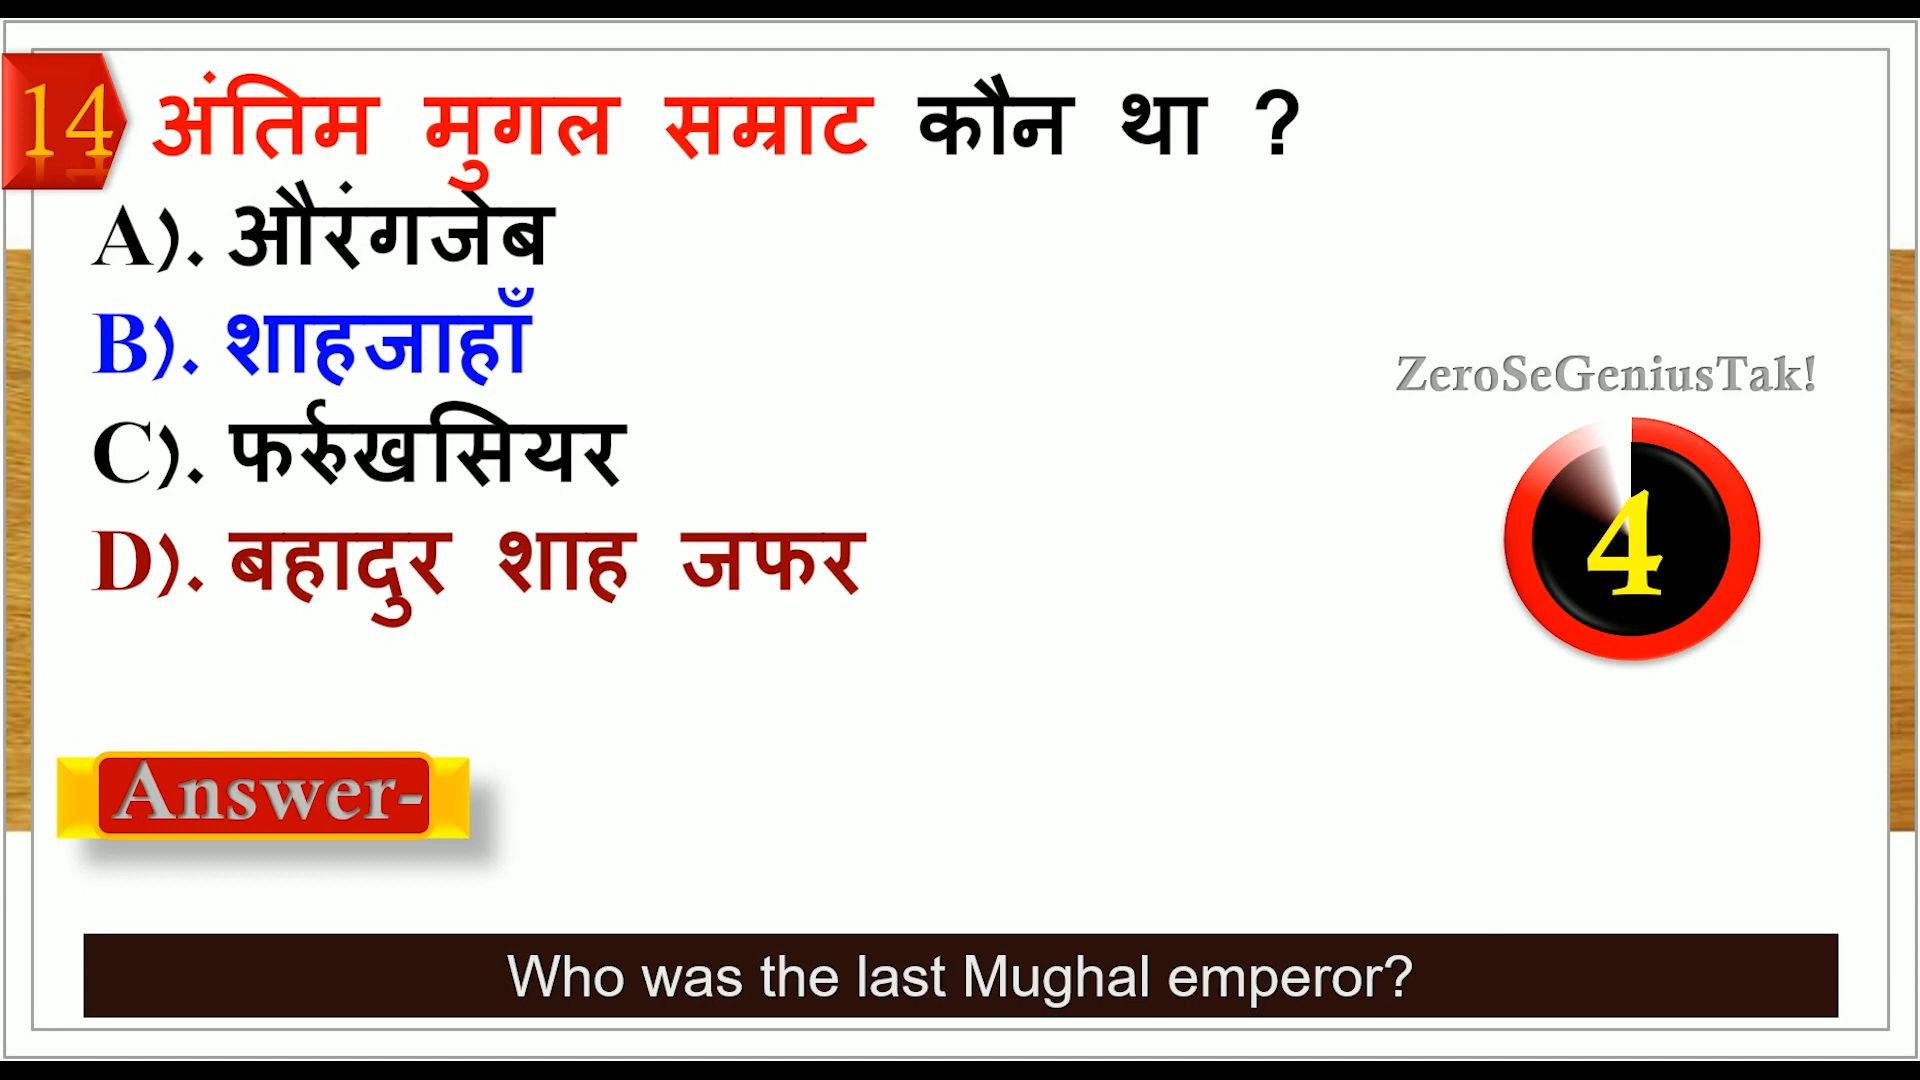 14 अंतिम मुगल सम्राट कौन था ?
A). औरंगजेब
B). शाहजाहाँ
C). फर्रुखसियर
D). बहादुर शाह जफर
ZeroSeGeniusTak!
4
Answer-
Who was the last Mughal emperor?